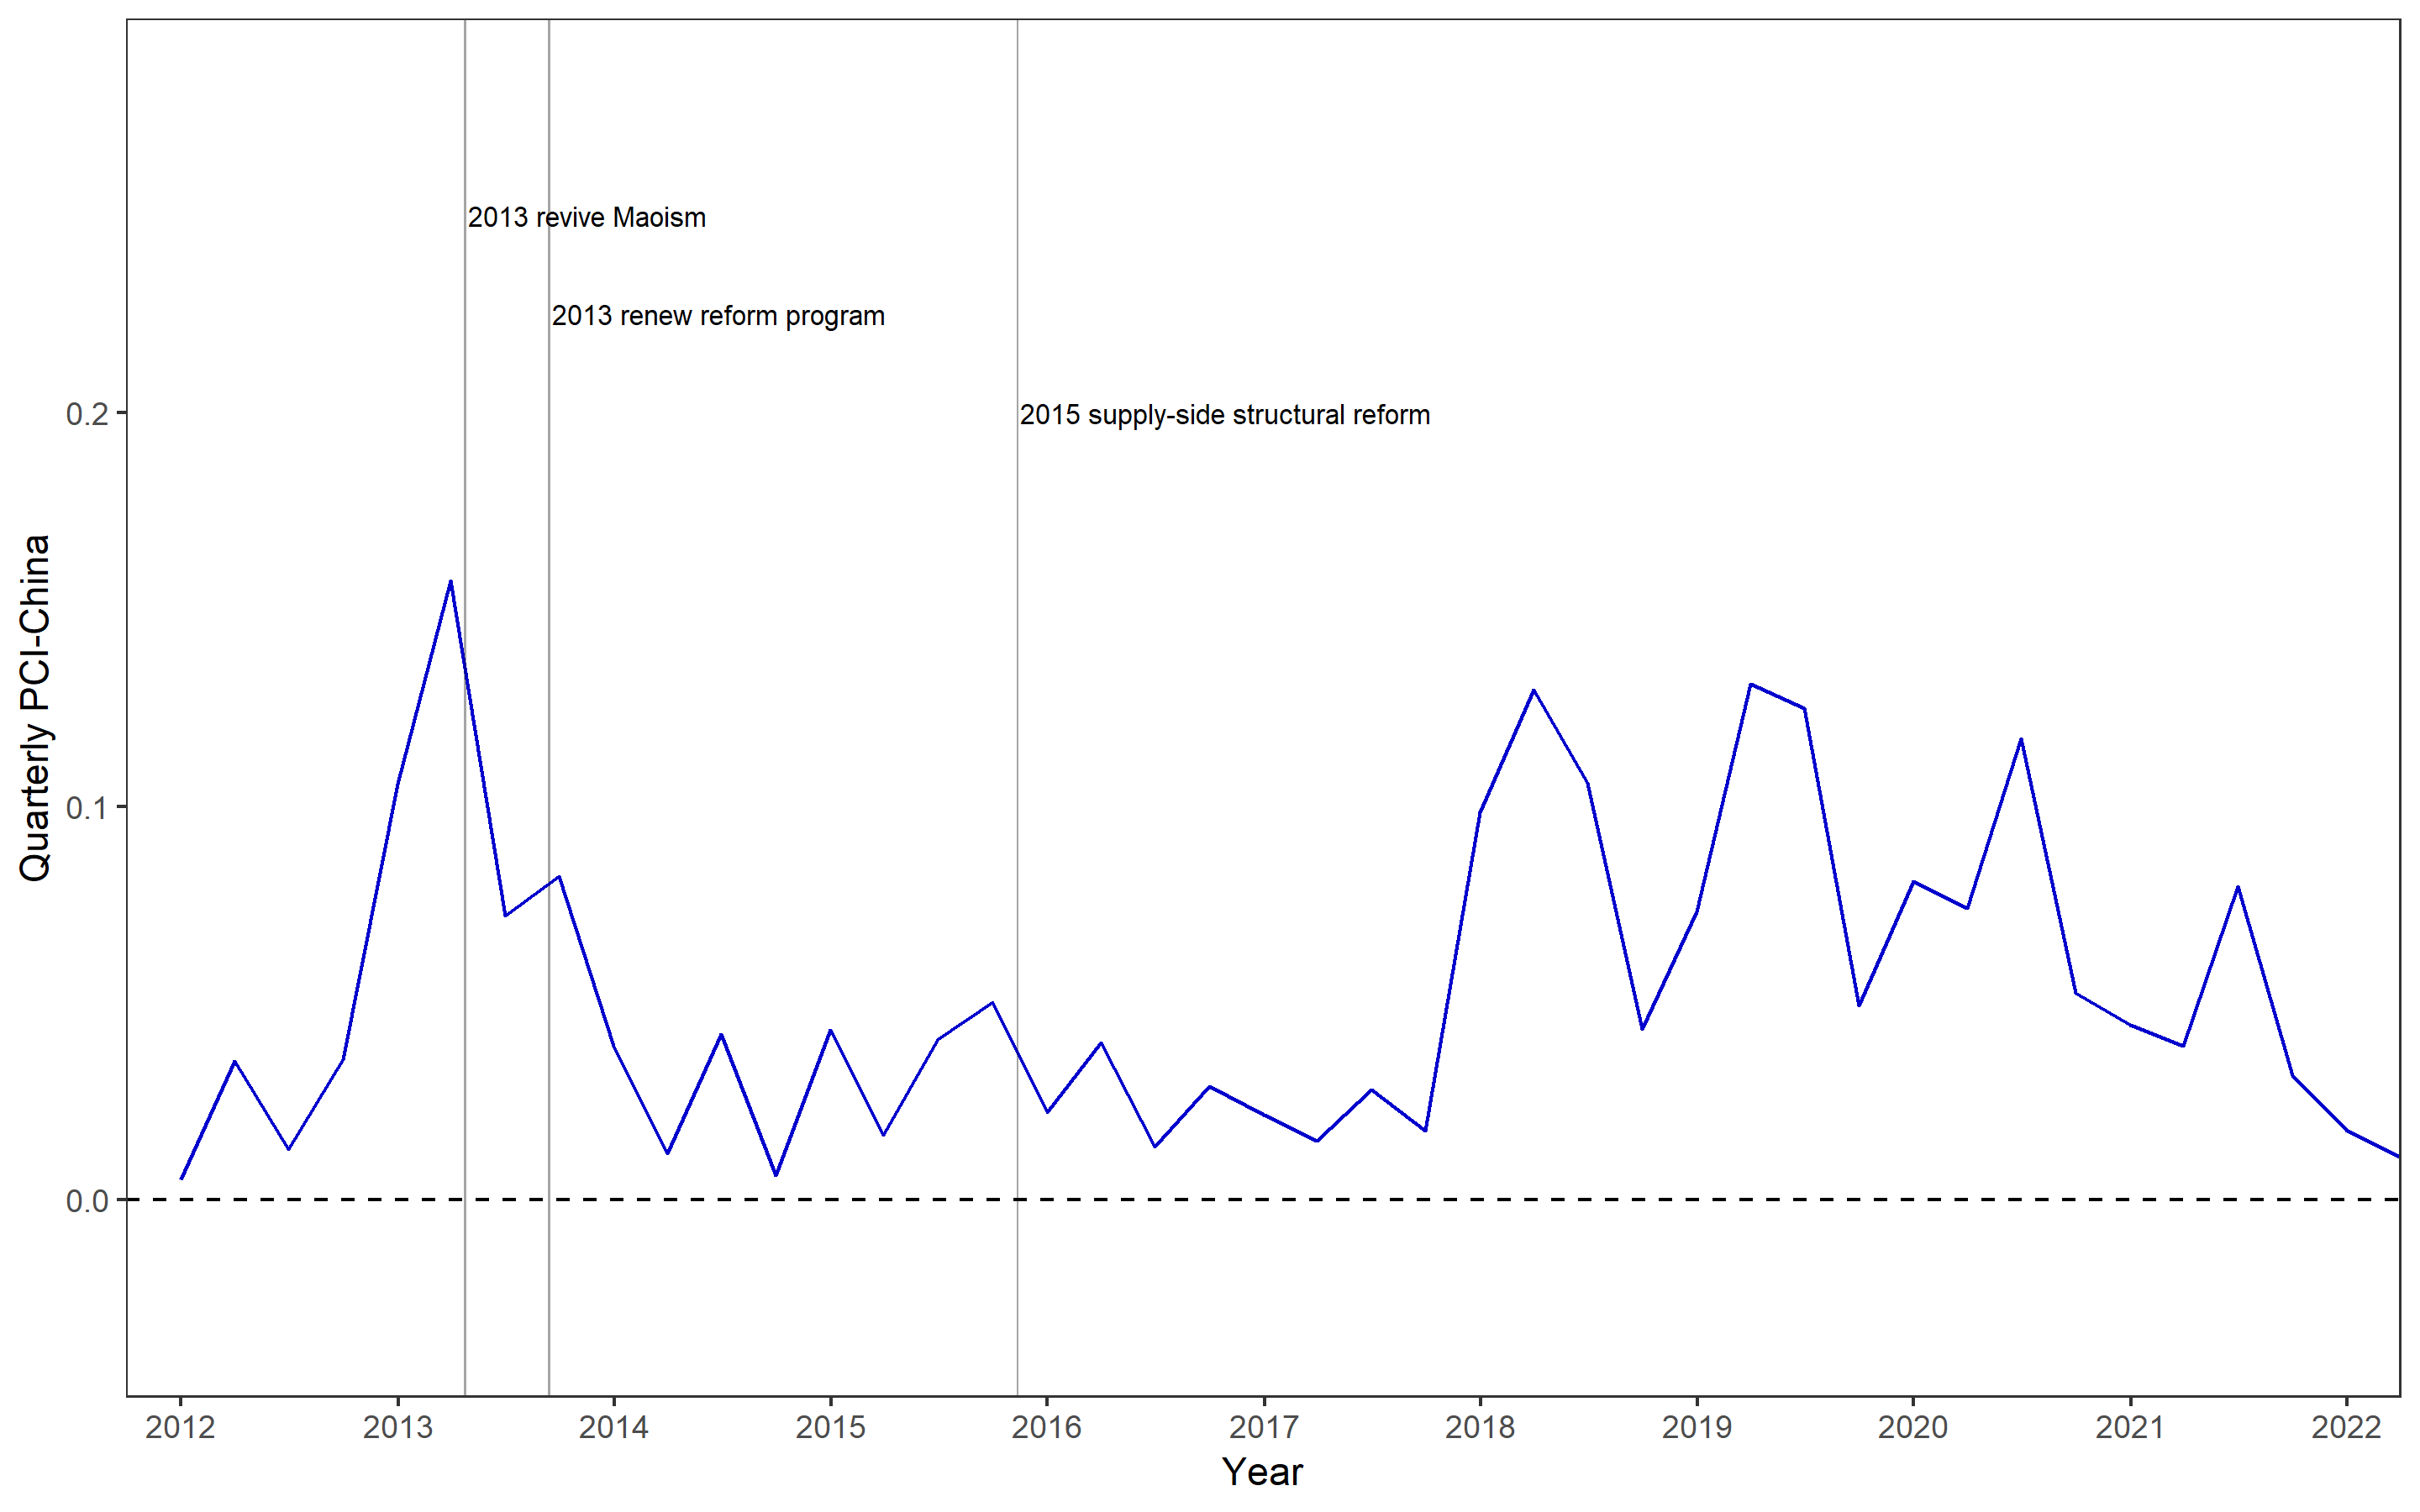 2013 revive Maoism
2013 renew reform program
2015 supply-side structural reform
Quarterly PCI-China
0.2
0.1
0.0
2012 2013 2014 2015 2016 2017 2018 2019 2020 2021 2022
Year